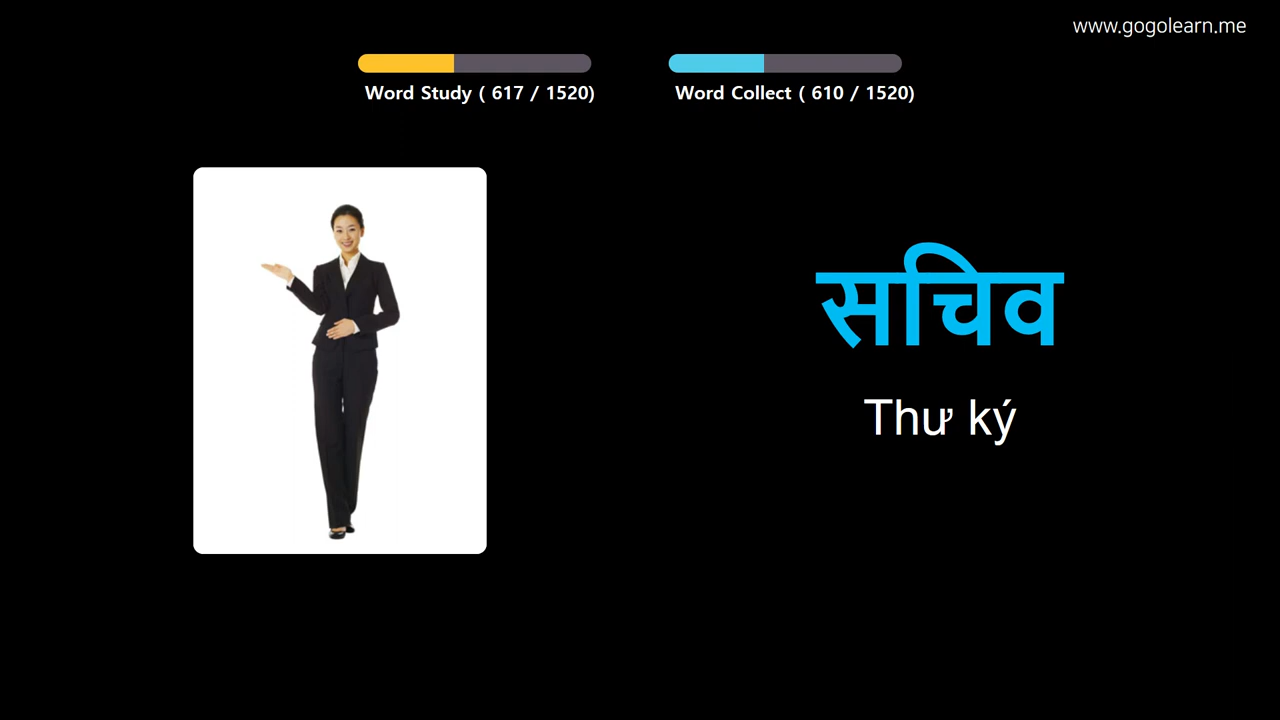 www.gogolearn.me
Word Study ( 617 / 1520)
Word Collect ( 610 / 1520)
सचिव
Thư ký